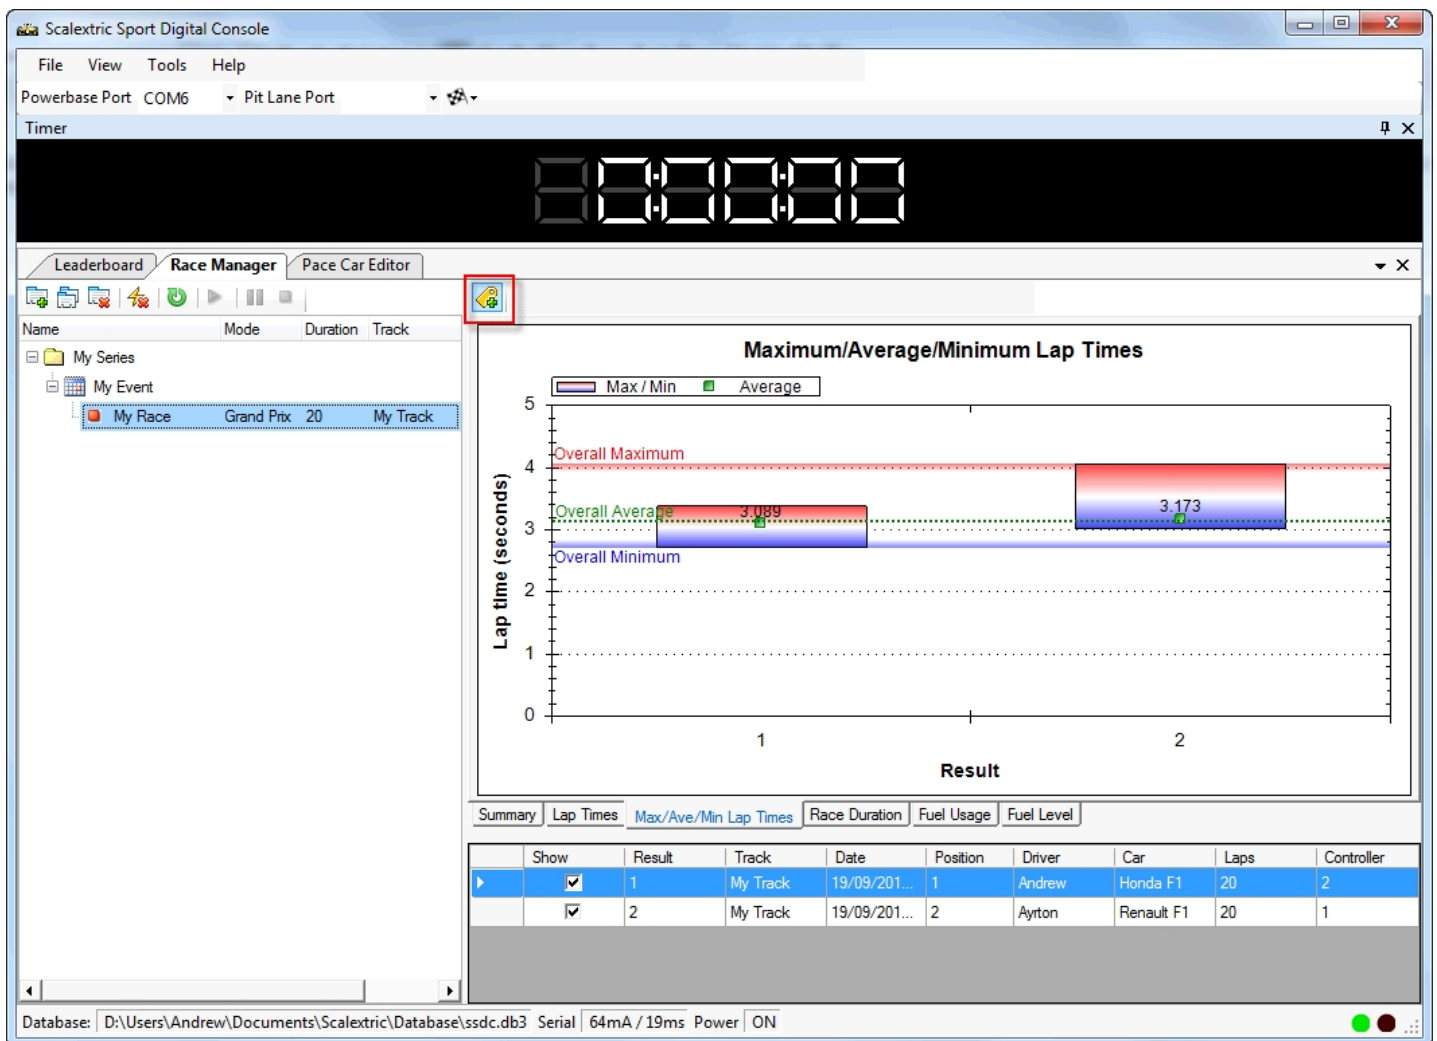 Scalextric Sport Digital Console
File View Tools Help
Powerbase Port COM6 Pit Lane Port
Timer
0:00:00
Leaderboard Race Manager Pace Car Editor
Name Mode Duration Track
My Series
My Event
My Race Grand Prix 20 My Track
Maximum/Average/Minimum Lap Times
Max / Min Average
5
4
3
2
1
0
Lap time (seconds)
Overall Maximum
Overall Average
Overall Minimum
3.089
3.173
1 2
Result
Summary Lap Times Max/Ave/Min Lap Times Race Duration Fuel Usage Fuel Level
Show Result Track Date Position Driver Car Laps Controller
1 My Track 19/09/201... 1 Andrew Honda F1 20 2
2 My Track 19/09/201... 2 Ayrton Renault F1 20 1
Database: D:\Users\Andrew\Documents\Scalextric\Database\ssdc.db3 Serial 64mA / 19ms Power ON